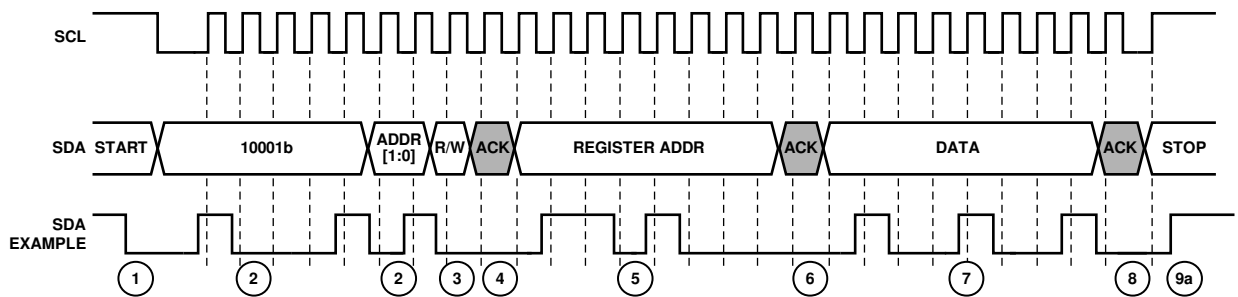 SCL
SDA START 10001b ADDR [1:0] R/W ACK REGISTER ADDR ACK DATA ACK STOP
SDA EXAMPLE
1 2 2 3 4 5 6 7 8 9a